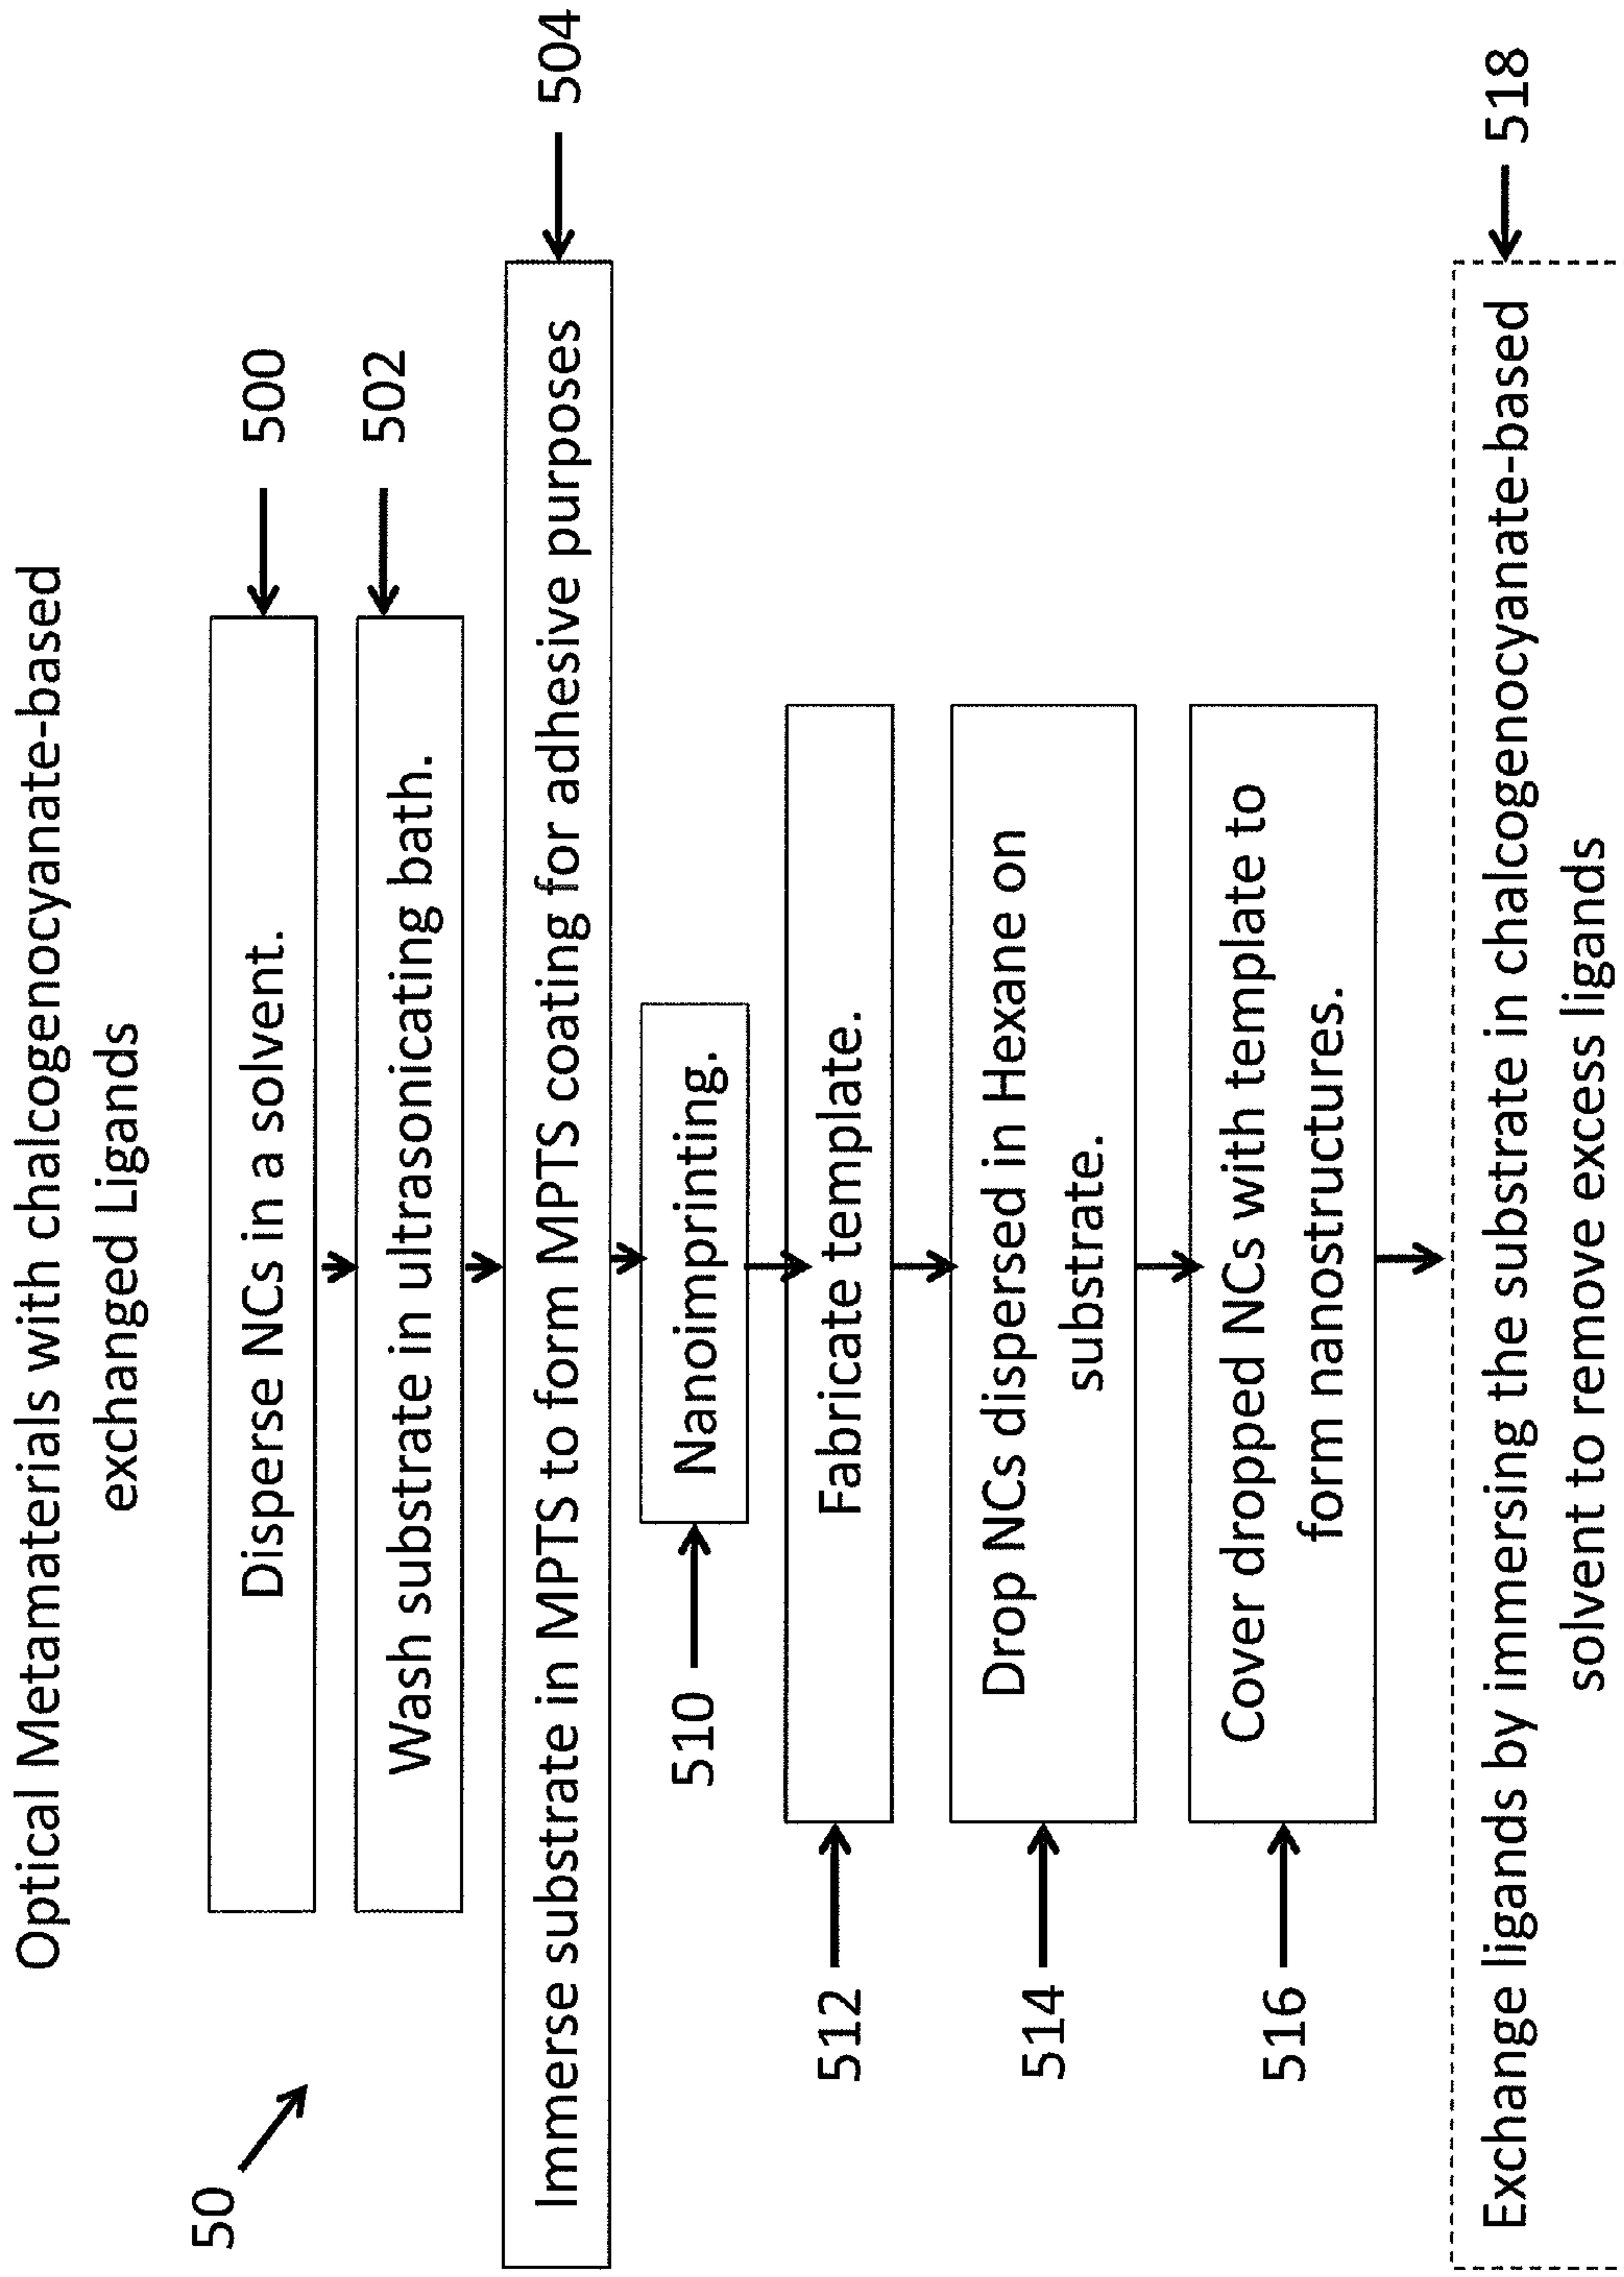 Optical Metamaterials with chalcogenocyanate-based
exchanged Ligands
50
Disperse NCs in a solvent.
500
Wash substrate in ultrasonicating bath.
502
Immerse substrate in MPTS to form MPTS coating for adhesive purposes
504
510
Nanoimprinting.
512
Fabricate template.
514
Drop NCs dispersed in Hexane on
substrate.
516
Cover dropped NCs with template to
form nanostructures.
Exchange ligands by immersing the substrate in chalcogenocyanate-based
solvent to remove excess ligands
518